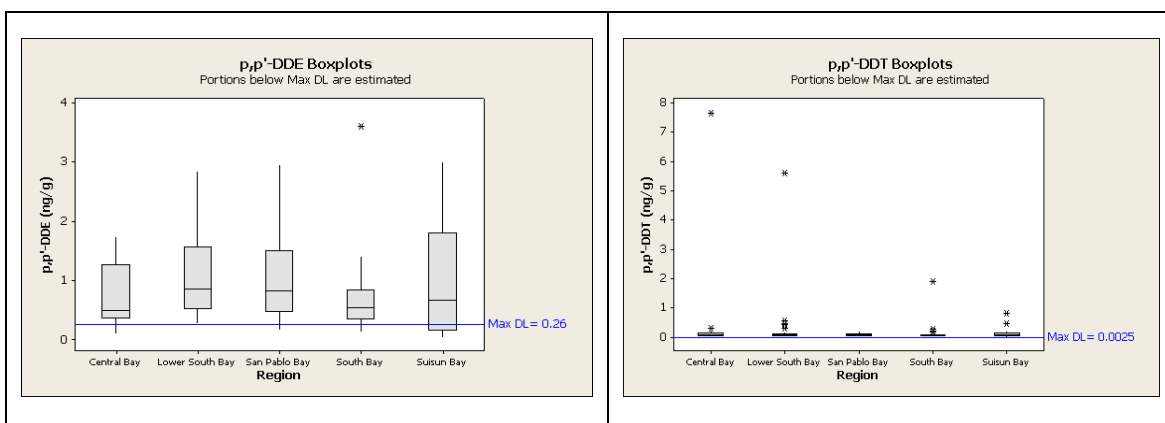 p,p'-DDE Boxplots
Portions below Max DL are estimated
p,p'-DDE (ng/g)
4
3
2
1
0
Max DL= 0.26
Central Bay Lower South Bay San Pablo Bay South Bay Suisun Bay
Region
p,p'-DDT Boxplots
Portions below Max DL are estimated
p,p'-DDT (ng/g)
8
7
6
5
4
3
2
1
0
Max DL= 0.0025
Central Bay Lower South Bay San Pablo Bay South Bay Suisun Bay
Region